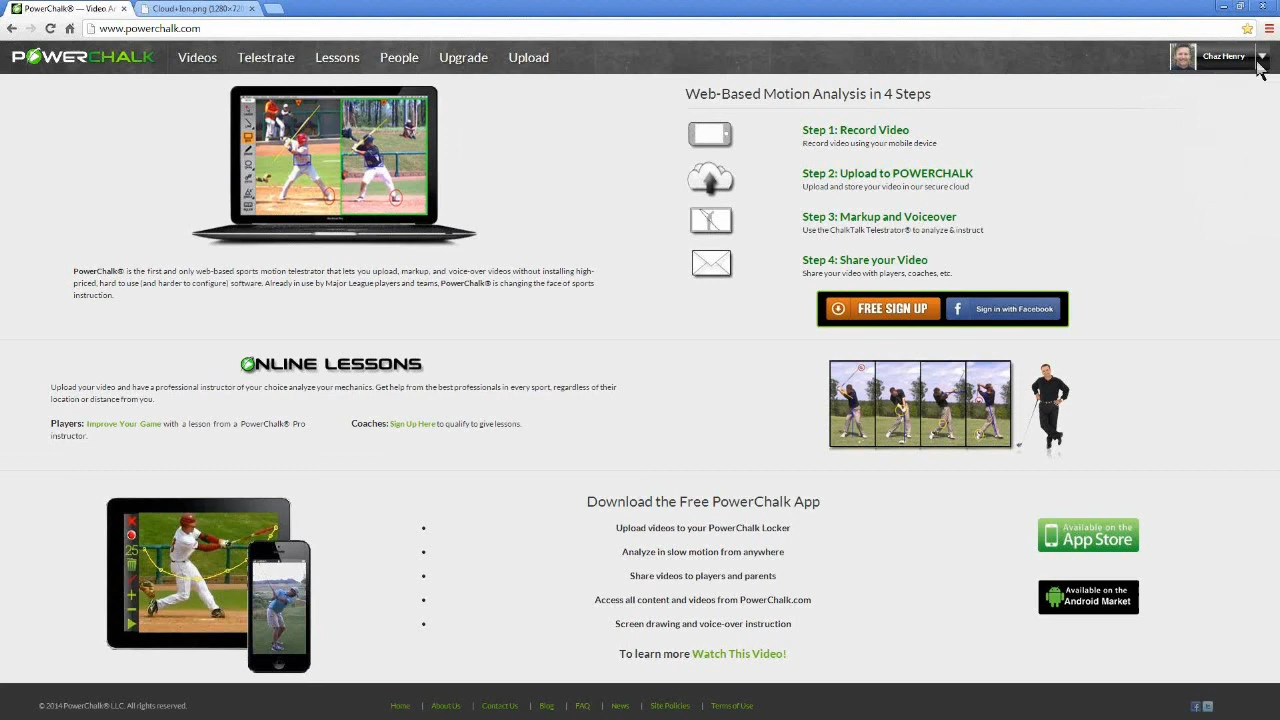 PowerChalk® — Video.A
Cloud+Ion.png (1280×72
www.powerchalk.com
POWERCHALK
Videos
Telestrate
Lessons
People
Upgrade
Upload
Chaz Henry
PowerChalk® is the first and only web-based sports motion telestrator that lets you upload, markup, and voice-over videos without installing high-
priced, hard to use (and harder to configure) software. Already in use by Major League players and teams, PowerChalk® is changing the face of sports
instruction.
Web-Based Motion Analysis in 4 Steps
Step 1: Record Video
Record video using your mobile device
Step 2: Upload to POWERCHALK
Upload and store your video in our secure cloud
Step 3: Markup and Voiceover
Use the ChalkTalk Telestrator® to analyze & instruct
Step 4: Share your Video
Share your video with players, coaches, etc.
FREE SIGN UP
Sign in with Facebook
ONLINE LESSONS
Upload your video and have a professional instructor of your choice analyze your mechanics. Get help from the best professionals in every sport, regardless of their
location or distance from you.
Players: Improve Your Game with a lesson from a PowerChalk® Pro
instructor.
Coaches: Sign Up Here to qualify to give lessons.
25
Download the Free PowerChalk App
• Upload videos to your PowerChalk Locker
• Analyze in slow motion from anywhere
• Share videos to players and parents
• Access all content and videos from PowerChalk.com
• Screen drawing and voice-over instruction
To learn more Watch This Video!
Available on the
App Store
Available on the
Android Market
© 2014 PowerChalk® LLC. All rights reserved.
Home | About Us | Contact Us | Blog | FAQ | News | Site Policies | Terms of Use